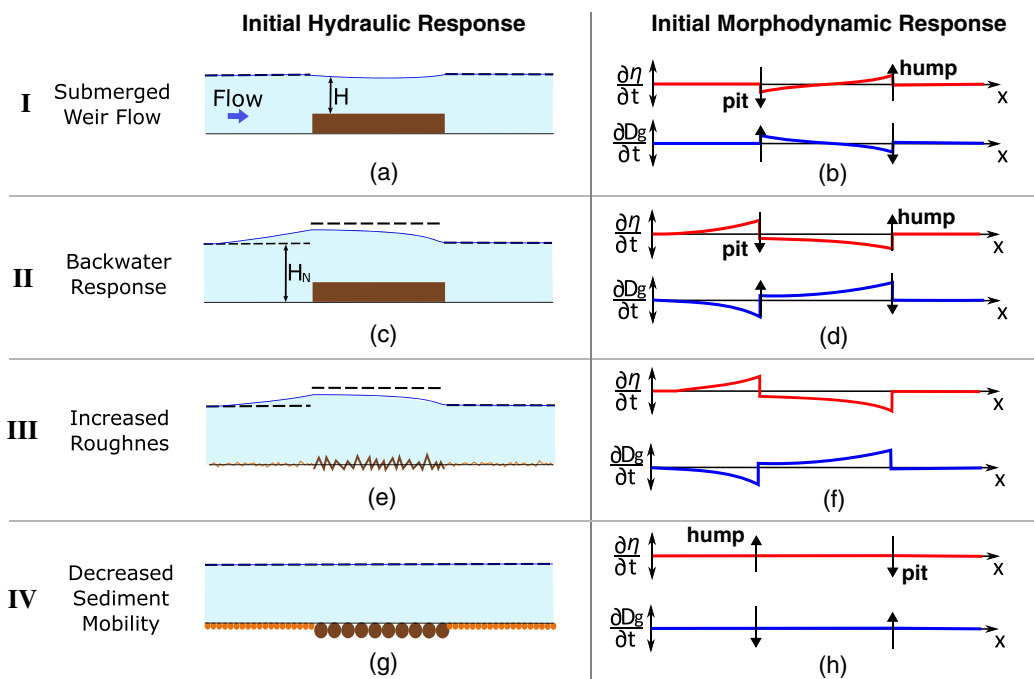 Initial Hydraulic Response
Initial Morphodynamic Response
I
Submerged
Weir Flow
Flow
H
(a)
∂η
∂t
pit
hump
x
∂Dg
∂t
x
(b)
II
Backwater
Response
HN
(c)
∂η
∂t
pit
hump
x
∂Dg
∂t
x
(d)
III
Increased
Roughnes
(e)
∂η
∂t
x
∂Dg
∂t
x
(f)
IV
Decreased
Sediment
Mobility
(g)
hump
∂η
∂t
pit
x
∂Dg
∂t
x
(h)